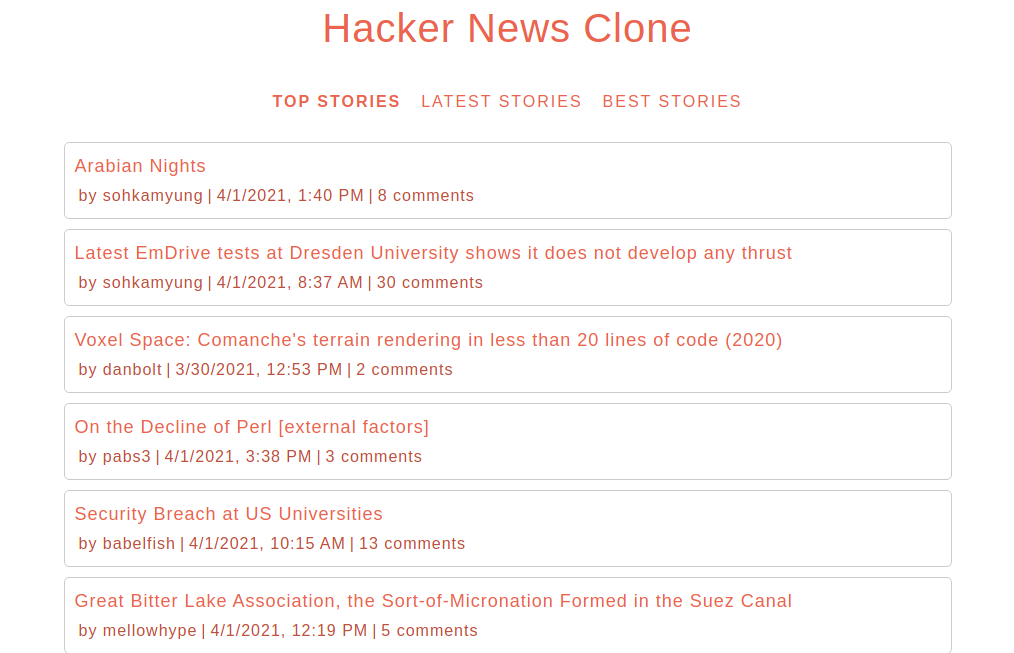 Hacker News Clone
TOP STORIES LATEST STORIES BEST STORIES
Arabian Nights
by sohkamyung | 4/1/2021, 1:40 PM | 8 comments
Latest EmDrive tests at Dresden University shows it does not develop any thrust
by sohkamyung | 4/1/2021, 8:37 AM | 30 comments
Voxel Space: Comanche's terrain rendering in less than 20 lines of code (2020)
by danbolt | 3/30/2021, 12:53 PM | 2 comments
On the Decline of Perl [external factors]
by pabs3 | 4/1/2021, 3:38 PM | 3 comments
Security Breach at US Universities
by babelfish | 4/1/2021, 10:15 AM | 13 comments
Great Bitter Lake Association, the Sort-of-Micronation Formed in the Suez Canal
by mellowhype | 4/1/2021, 12:19 PM | 5 comments